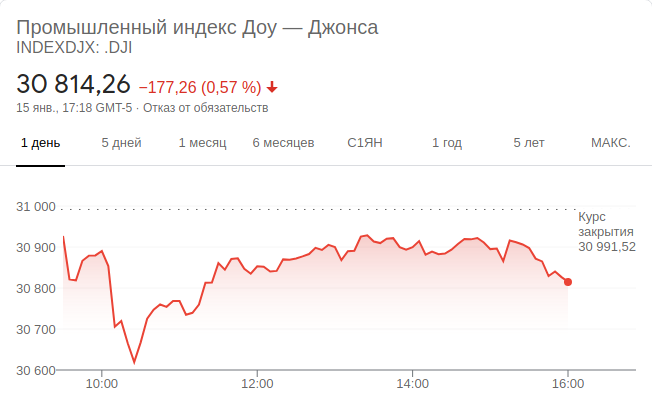 Промышленный индекс Доу — Джонса
INDEXDJX: .DJI
30 814,26 −177,26 (0,57 %)
15 янв., 17:18 GMT-5 · Отказ от обязательств
1 день 5 дней 1 месяц 6 месяцев С1ЯН 1 год 5 лет МАКС.
31 000
Курс
закрытия
30 991,52
30 900
30 800
30 700
30 600
10:00 12:00 14:00 16:00